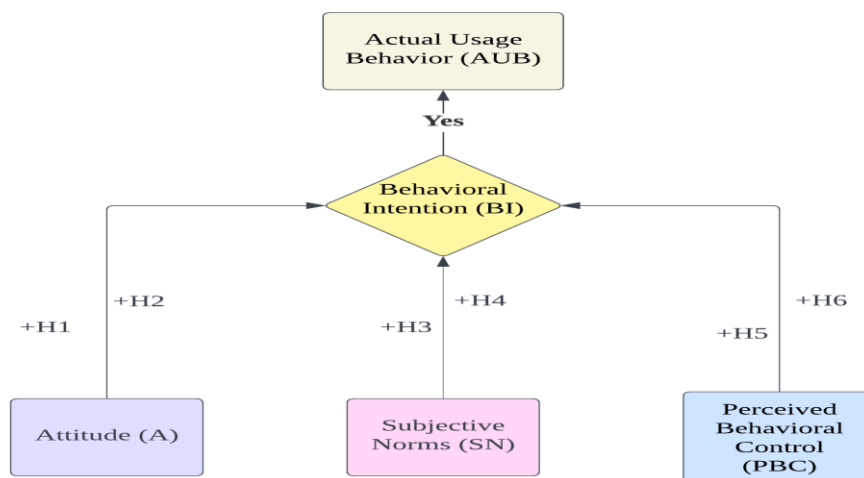 Actual Usage
Behavior (AUB)
Yes
Behavioral
Intention (BI)
+H1
+H2
+H3
+H4
+H5
+H6
Attitude (A)
Subjective
Norms (SN)
Perceived
Behavioral
Control
(PBC)